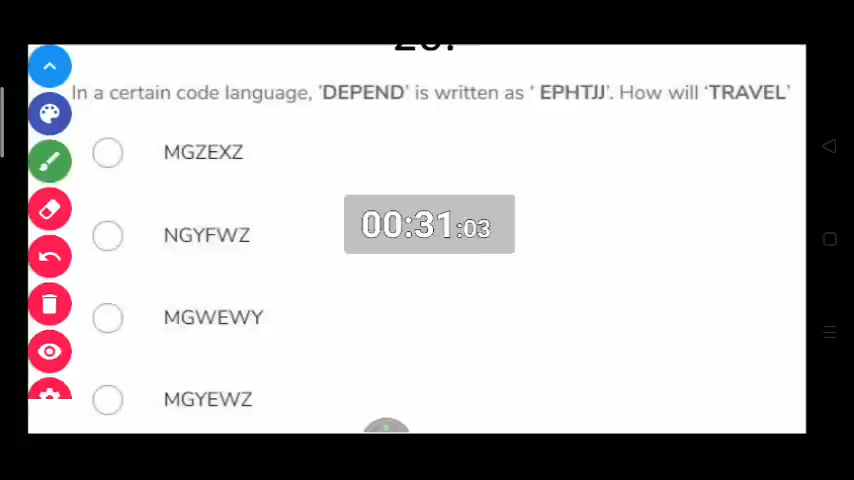 In a certain code language, 'DEPEND' is written as ' EPHTJJ'. How will 'TRAVEL'
MGZEXZ
00:31:03
NGYFWZ
MGWEWY
MGYEWZ